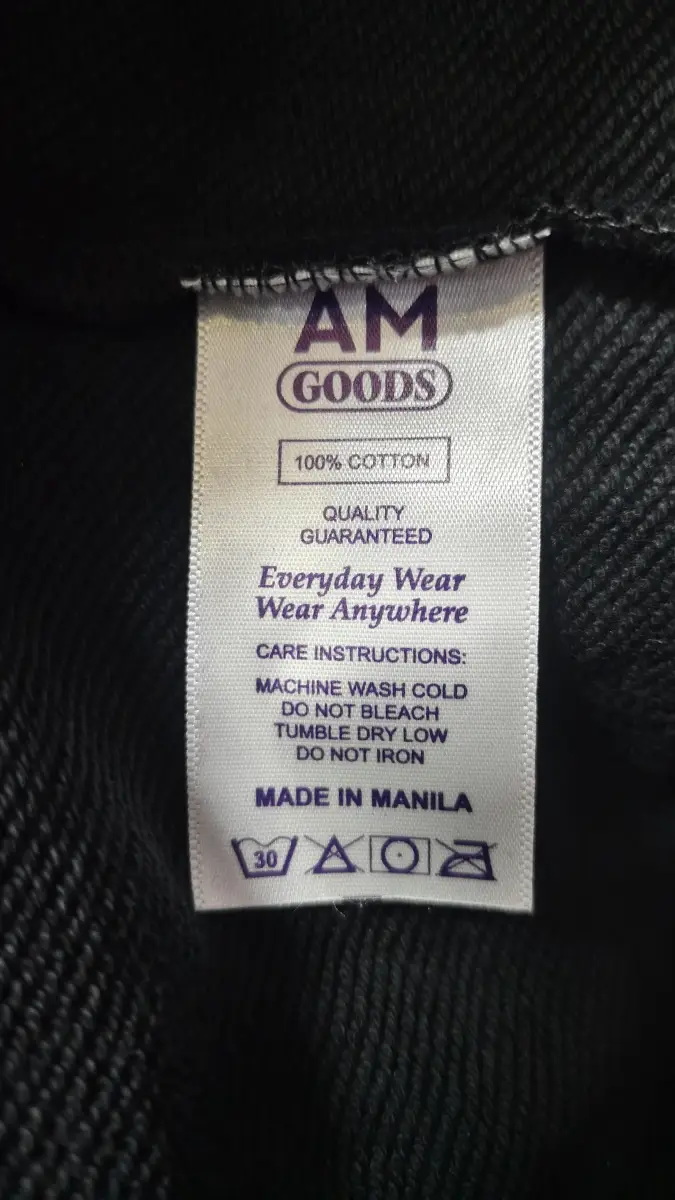 AM
GOODS
100% COTTON
QUALITY
GUARANTEED
Everyday Wear
Wear Anywhere
CARE INSTRUCTIONS:
MACHINE WASH COLD
DO NOT BLEACH
TUMBLE DRY LOW
DO NOT IRON
MADE IN MANILA
30